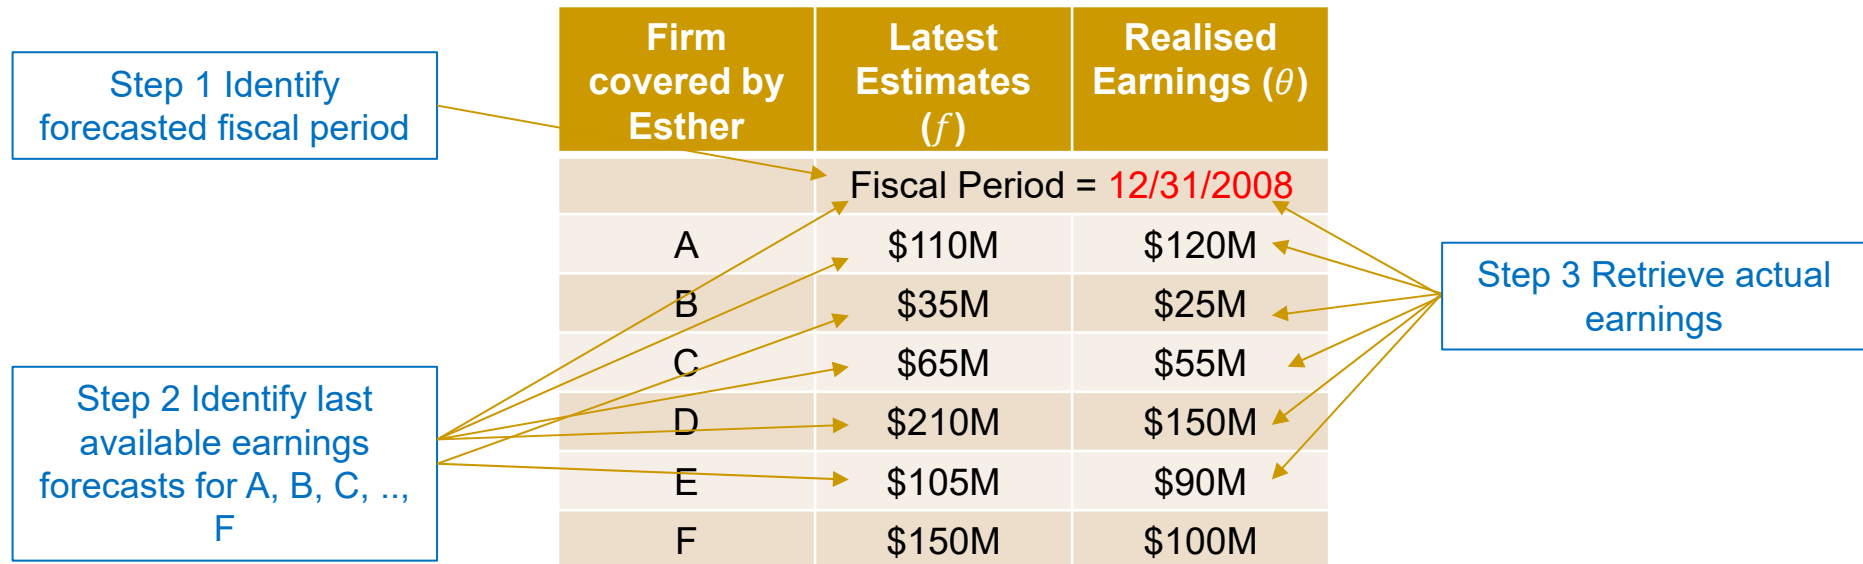 Step 1 Identify
forecasted fiscal period
Firm
covered by
Esther
Latest
Estimates
(𝑓)
Realised
Earnings (𝜃)
Fiscal Period = 12/31/2008
A $110M $120M
B $35M $25M
C $65M $55M
D $210M $150M
E $105M $90M
F $150M $100M
Step 2 Identify last
available earnings
forecasts for A, B, C, ..,
F
Step 3 Retrieve actual
earnings